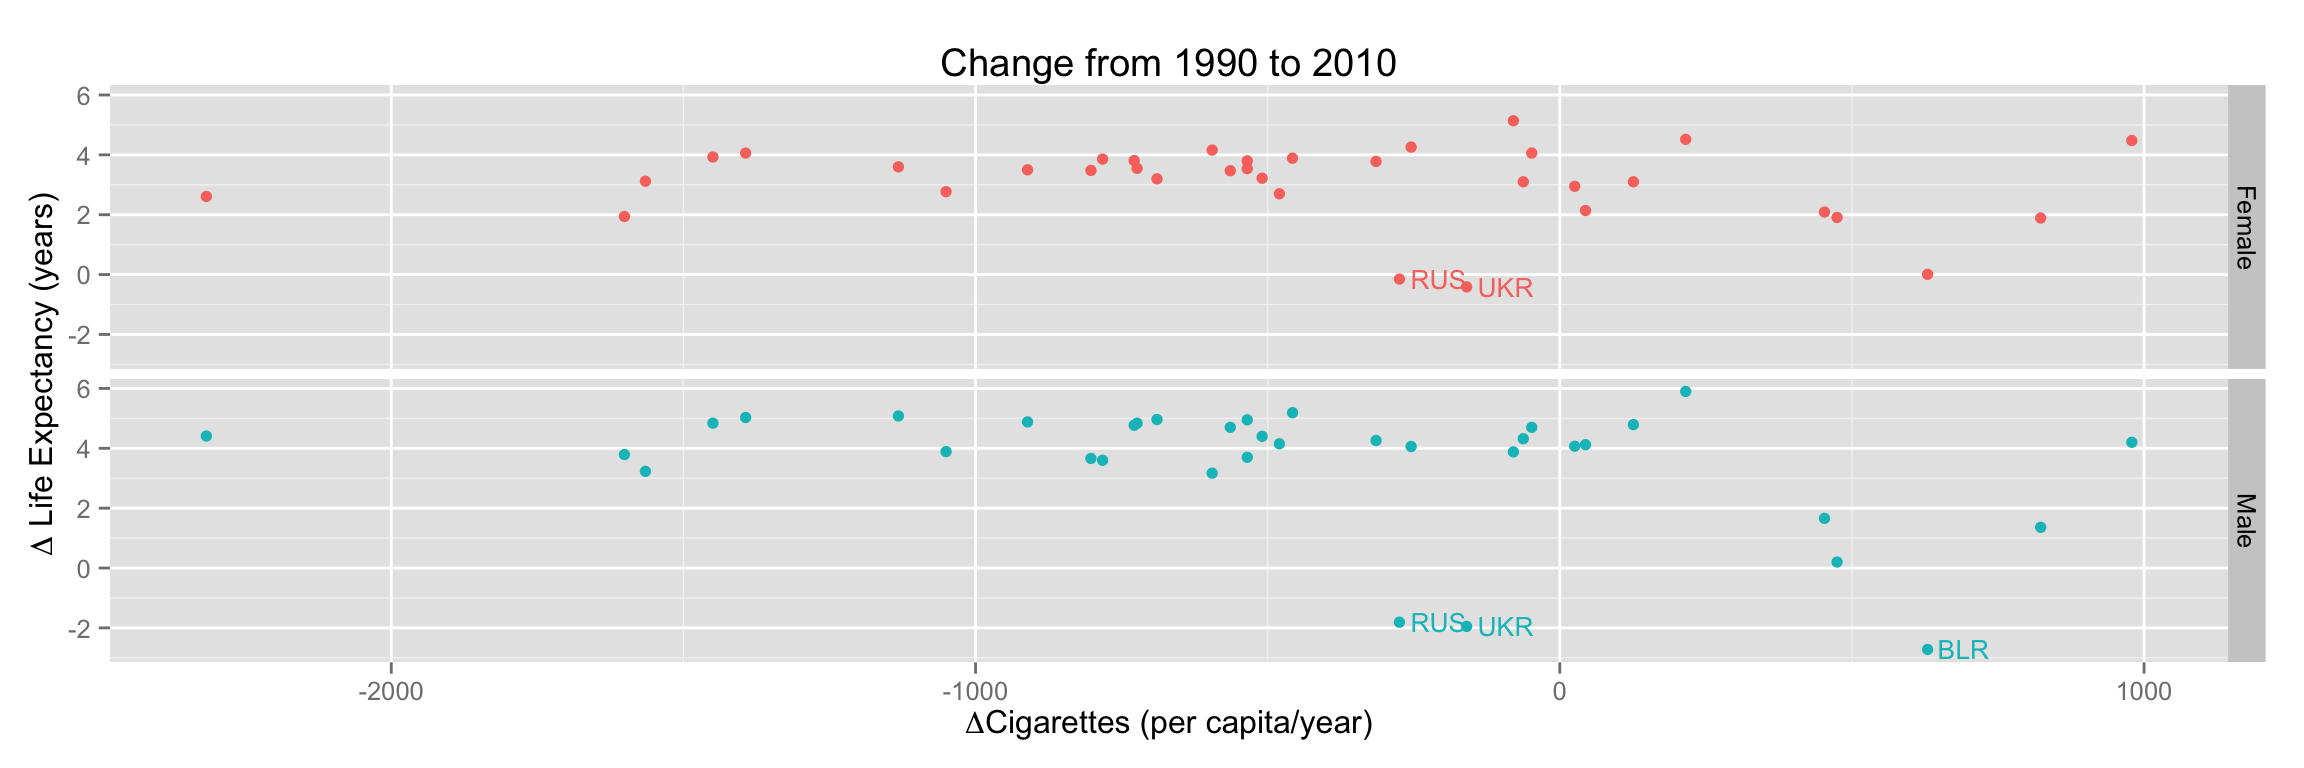 Change from 1990 to 2010
Δ Life Expectancy (years)
6
4
2
0
-2
RUS
UKR
Female
6
4
2
0
-2
RUS
UKR
BLR
Male
-2000
-1000
0
1000
ΔCigarettes (per capita/year)